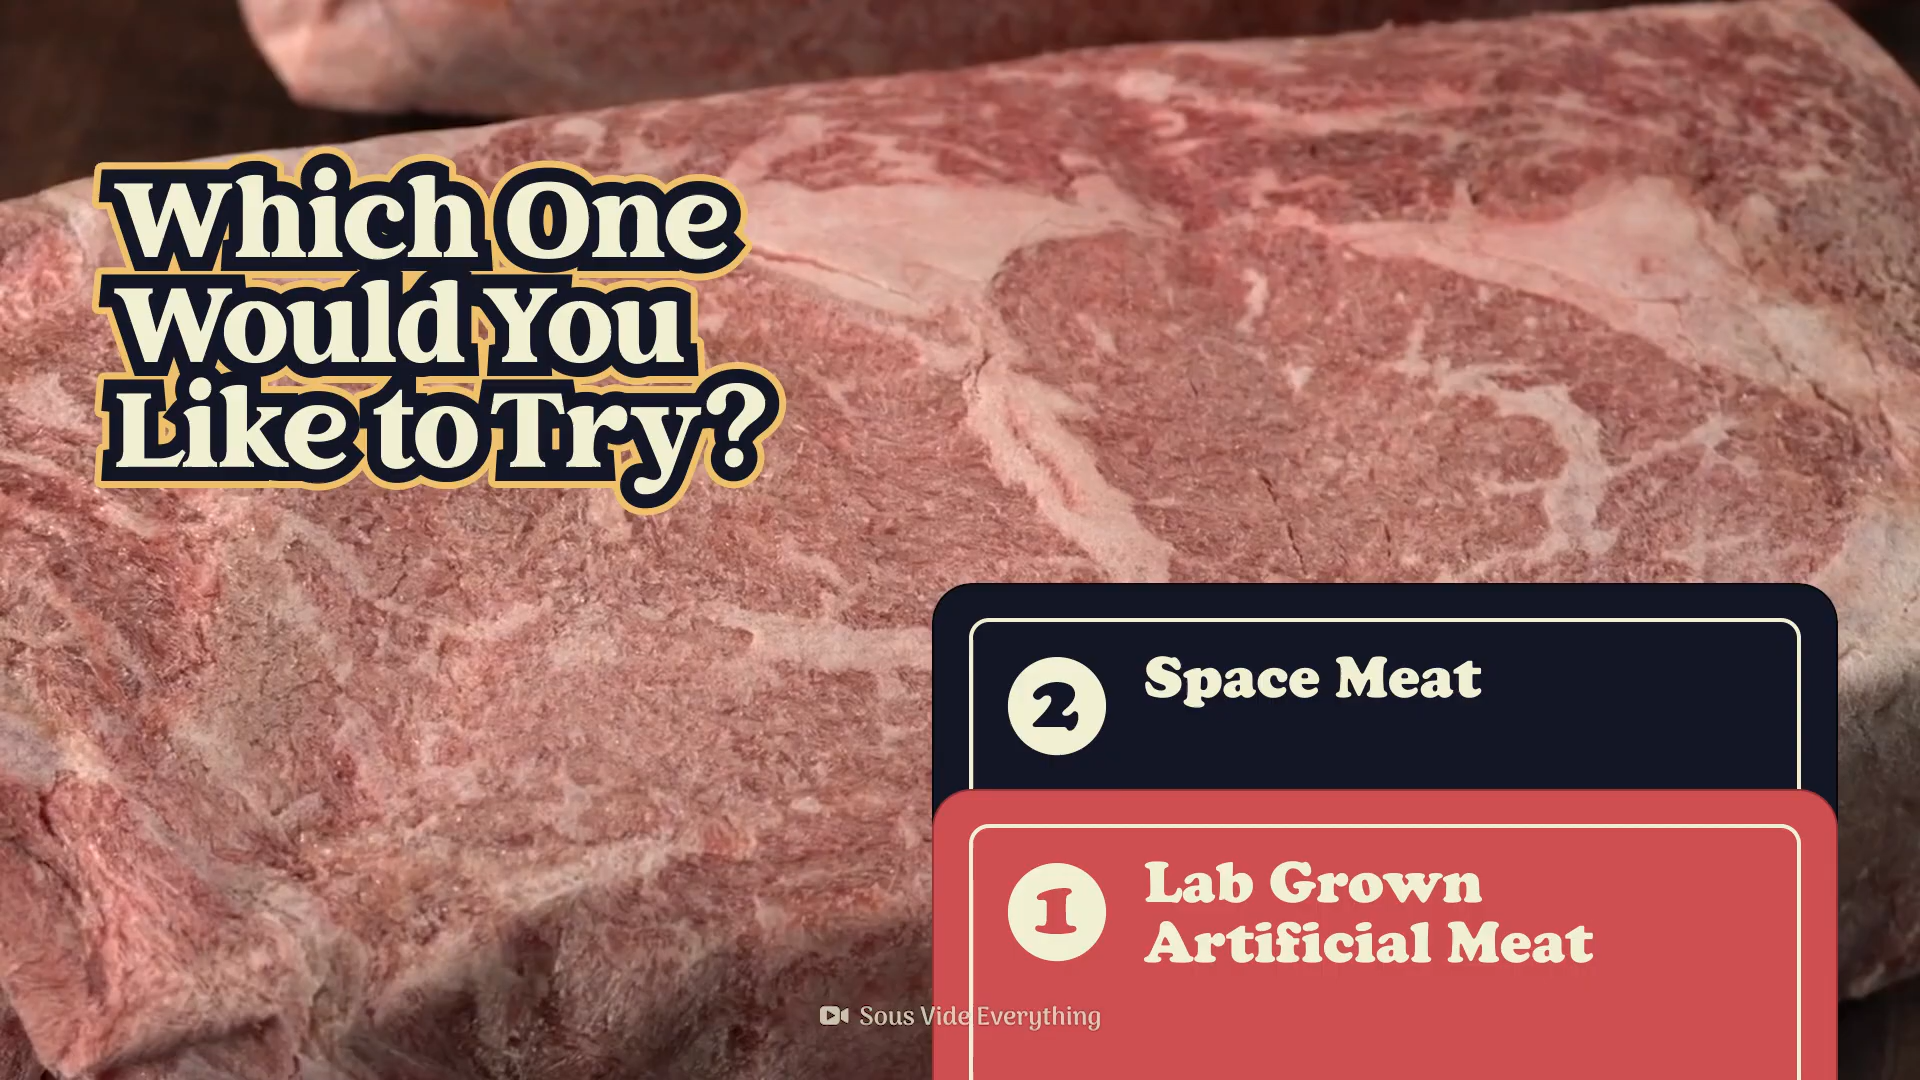 Which One
Would You
Like to Try?
2
Space Meat
1
Lab Grown
Artificial Meat
Sous Vide Everything